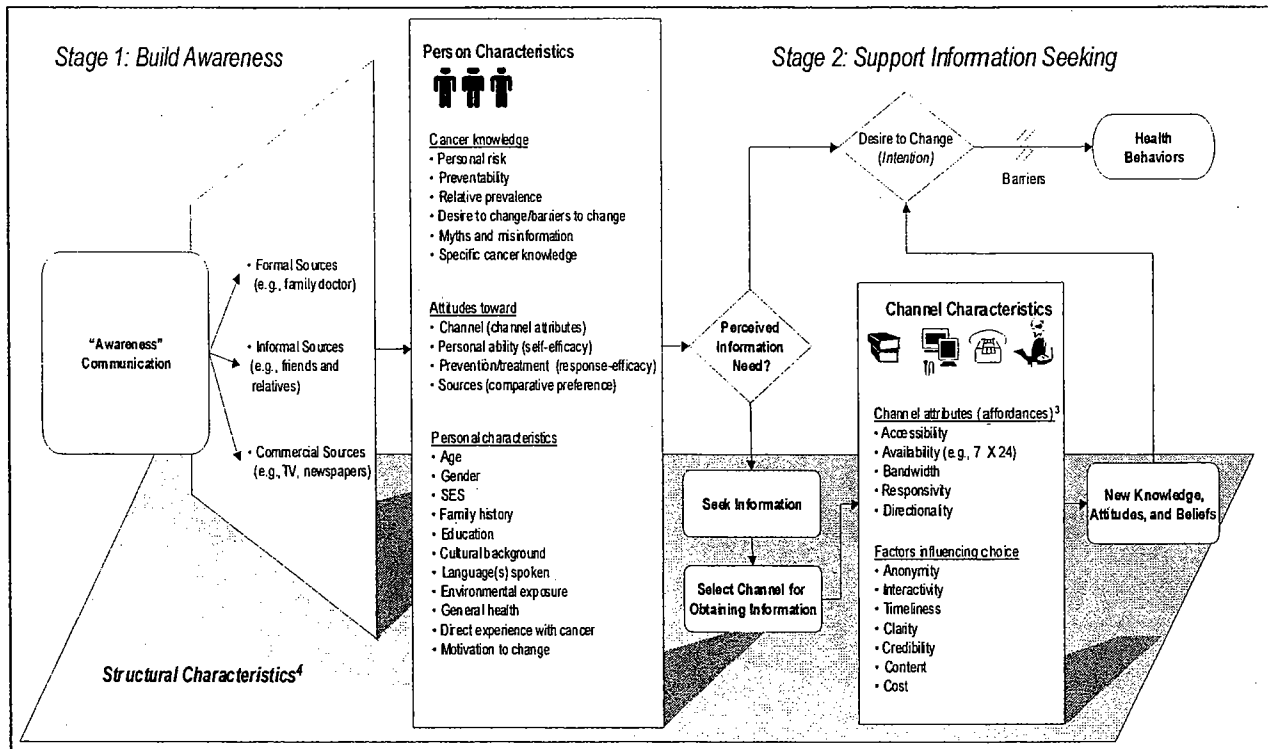 Stage 1: Build Awareness
"Awareness"
Communication
• Formal Sources
(e.g., family doctor)
• Informal Sources
(e.g., friends and
relatives)
• Commercial Sources
(e.g., TV, newspapers)
Structural Characteristics4
Person Characteristics
Cancer knowledge
• Personal risk
• Preventability
• Relative prevalence
• Desire to change/barriers to change
• Myths and misinformation
• Specific cancer knowledge
Attitudes toward
• Channel (channel attributes)
• Personal ability (self-efficacy)
• Prevention/treatment (response-efficacy)
• Sources (comparative preference)
Personal characteristics
• Age
• Gender
• SES
• Family history
• Education
• Cultural background
• Language(s) spoken
• Environmental exposure
• General health
• Direct experience with cancer
• Motivation to change
Stage 2: Support Information Seeking
Desire to Change
(Intention)
Barriers
Health
Behaviors
Perceived
Information
Need?
Seek Information
Select Channel for
Obtaining Information
Channel Characteristics
Channel attributes (affordances)3
• Accessibility
• Availability (e.g., 7 X 24)
• Bandwidth
• Responsivity
• Directionality
Factors influencing choice
• Anonymity
• Interactivity
• Timeliness
• Clarity
• Credibility
• Content
• Cost
New Knowledge,
Attitudes, and Beliefs